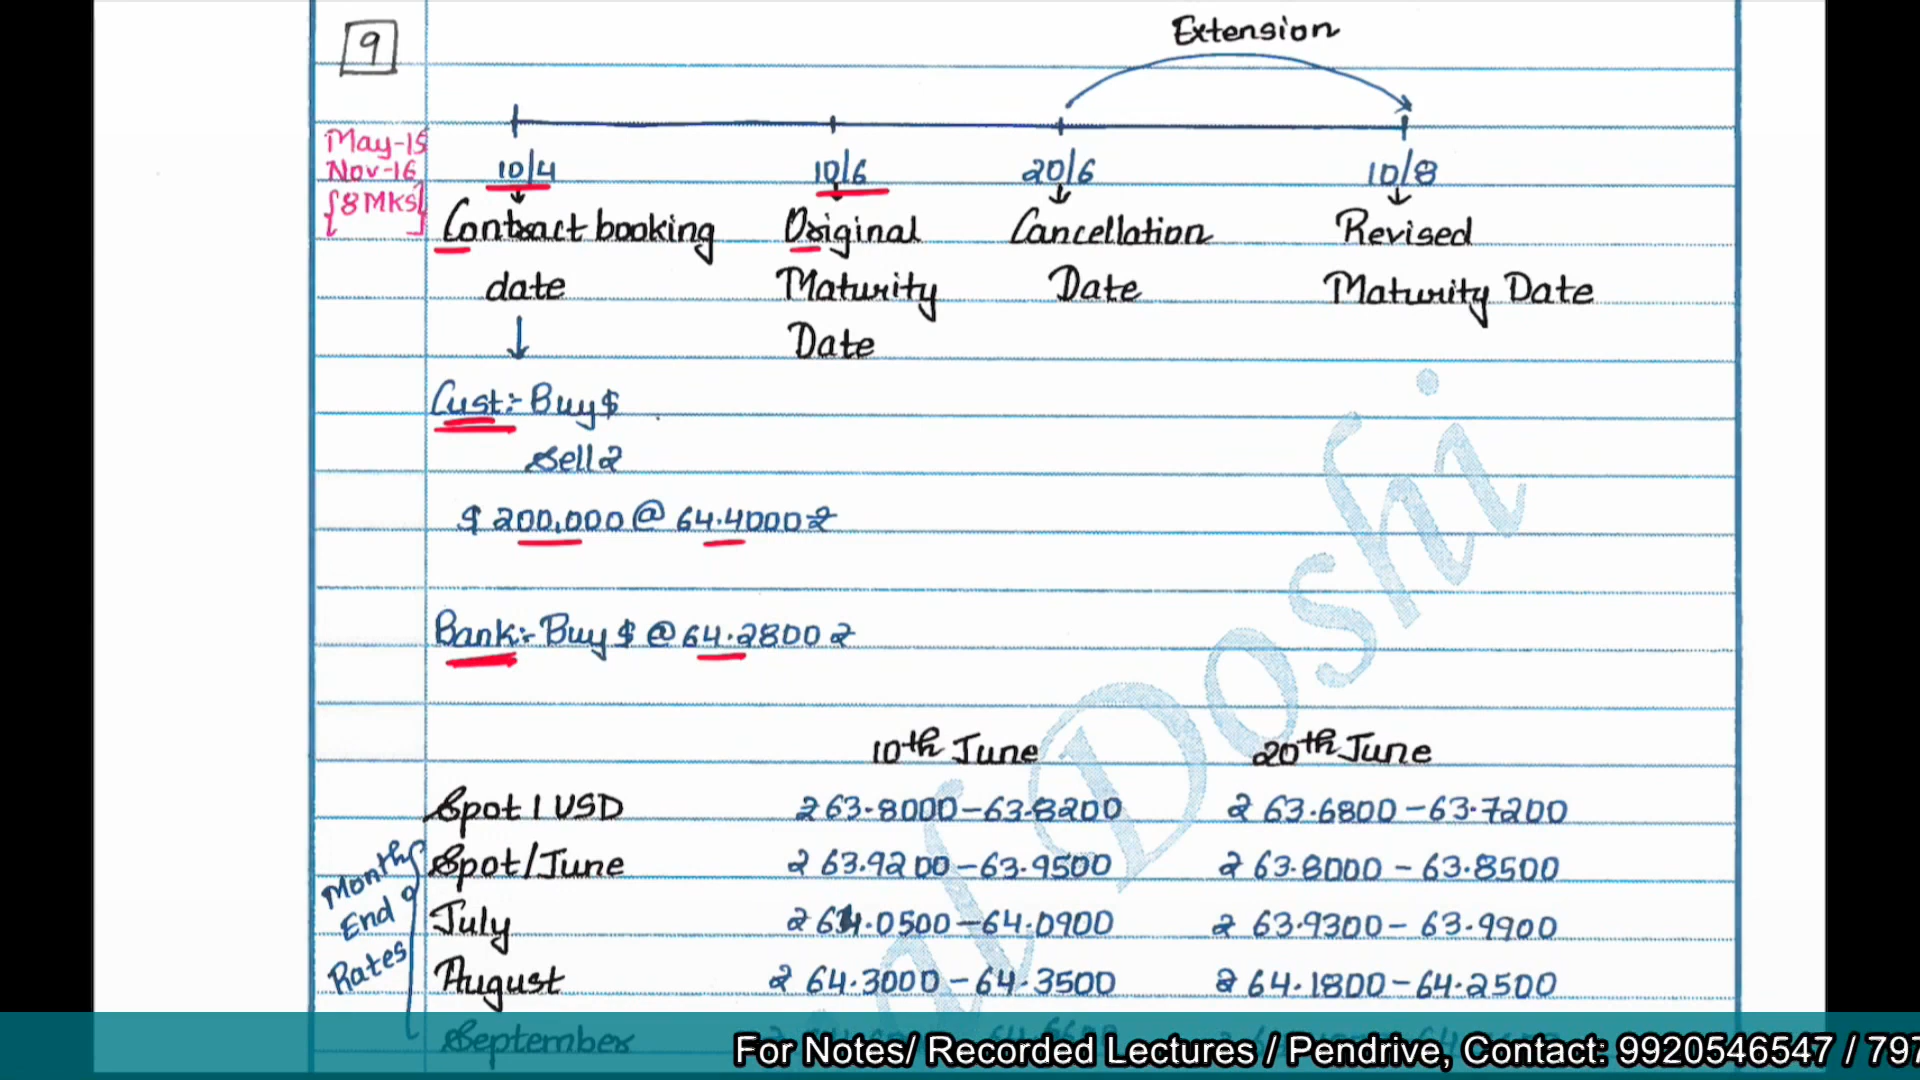 9
Extension
May-15
Nov-16
{8 Mks}
10/4 10/6 20/6 10/8
Contract booking Original Cancellation Revised
date Maturity Date Maturity Date
Date
Cust:- Buy $
Sell ₹
$ 200,000 @ 64.4000 ₹
Bank:- Buy $ @ 64.2800 ₹
10th June 20th June
Spot / USD ₹ 63.8000 - 63.8200 ₹ 63.6800 - 63.7200
Spot/June ₹ 63.9200 - 63.9500 ₹ 63.8000 - 63.8500
July ₹ 64.0500 - 64.0900 ₹ 63.9300 - 63.9900
August ₹ 64.3000 - 64.3500 ₹ 64.1800 - 64.2500
September
Month
End
Rates
Doshi
For Notes/ Recorded Lectures / Pendrive, Contact: 9920546547 / 797